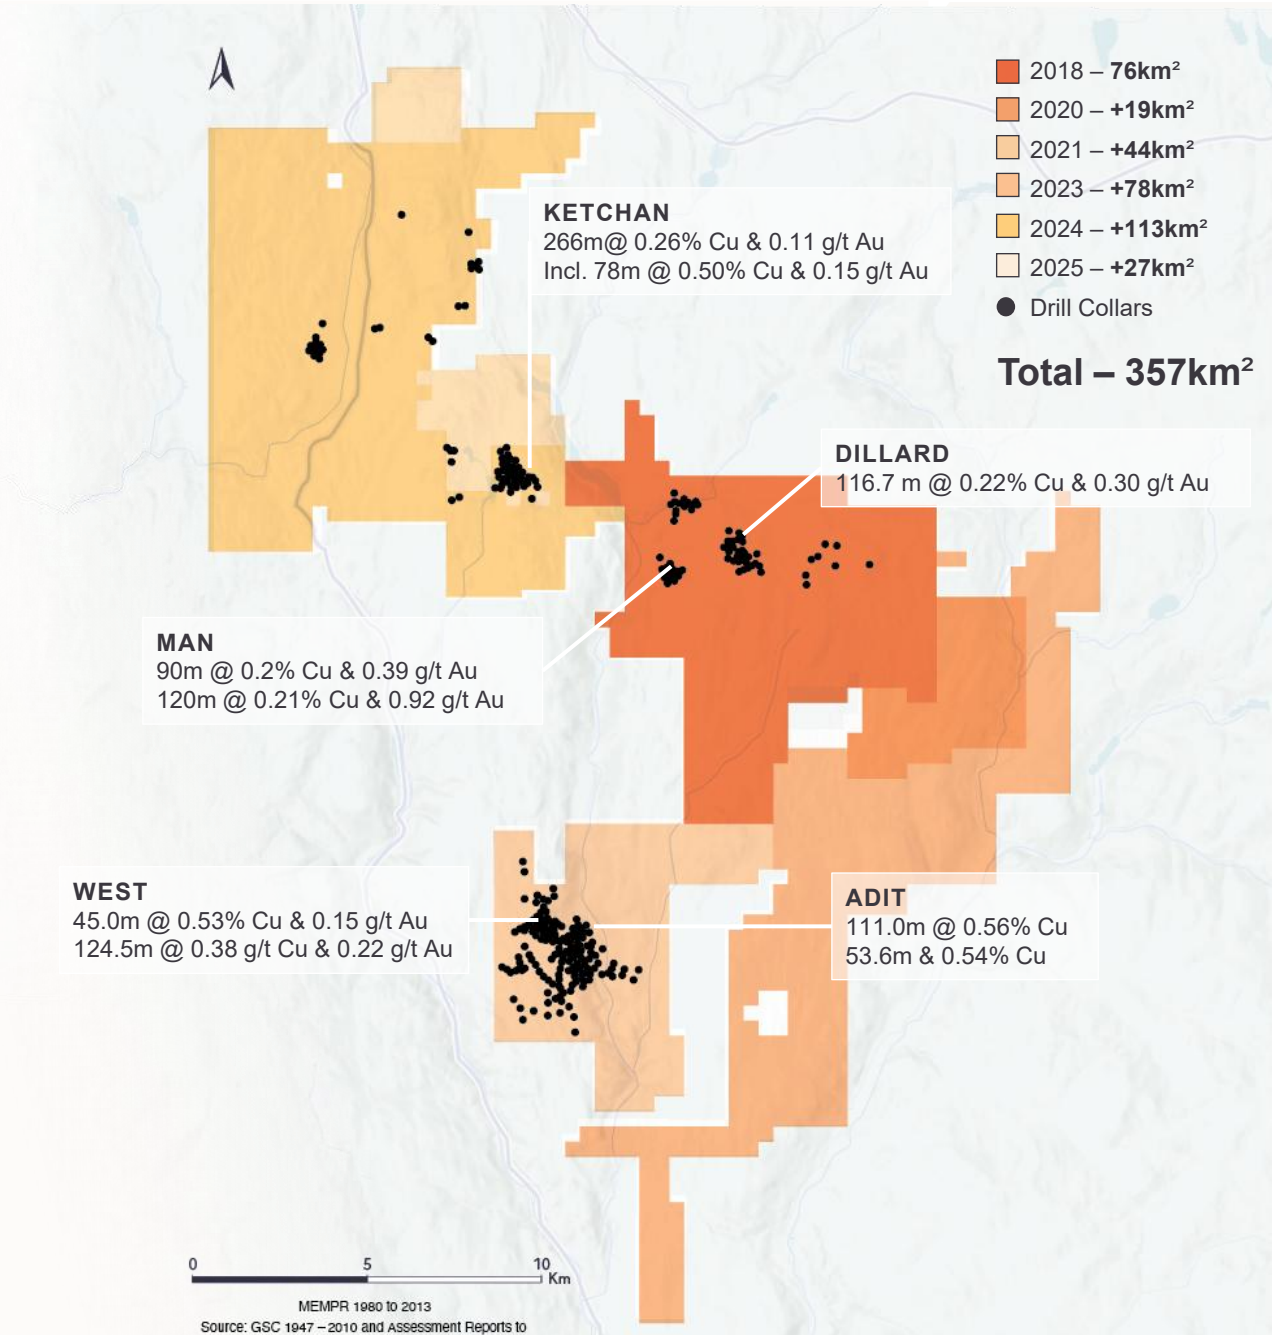 2018 – 76km²
2020 – +19km²
2021 – +44km²
2023 – +78km²
2024 – +113km²
2025 – +27km²
Drill Collars
Total – 357km²
KETCHAN
266m@ 0.26% Cu & 0.11 g/t Au
Incl. 78m @ 0.50% Cu & 0.15 g/t Au
DILLARD
116.7 m @ 0.22% Cu & 0.30 g/t Au
MAN
90m @ 0.2% Cu & 0.39 g/t Au
120m @ 0.21% Cu & 0.92 g/t Au
WEST
45.0m @ 0.53% Cu & 0.15 g/t Au
124.5m @ 0.38 g/t Cu & 0.22 g/t Au
ADIT
111.0m @ 0.56% Cu
53.6m & 0.54% Cu
0 5 10
Km
MEMPR 1980 to 2013
Source: GSC 1947 – 2010 and Assessment Reports to